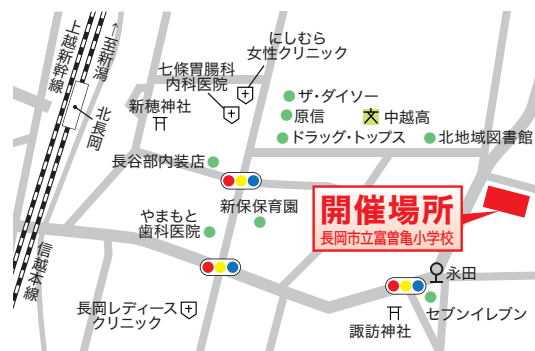 ←至新潟
上越新幹線
北長岡
信越本線
にしむら
女性クリニック
七條胃腸科
内科医院
新穂神社
ザ・ダイソー
原信
文 中越高
ドラッグ・トップス
北地域図書館
長谷部内装店
新保保育園
やまもと
歯科医院
開催場所
長岡市立富曽亀小学校
永田
セブンイレブン
諏訪神社
長岡レディース
クリニック